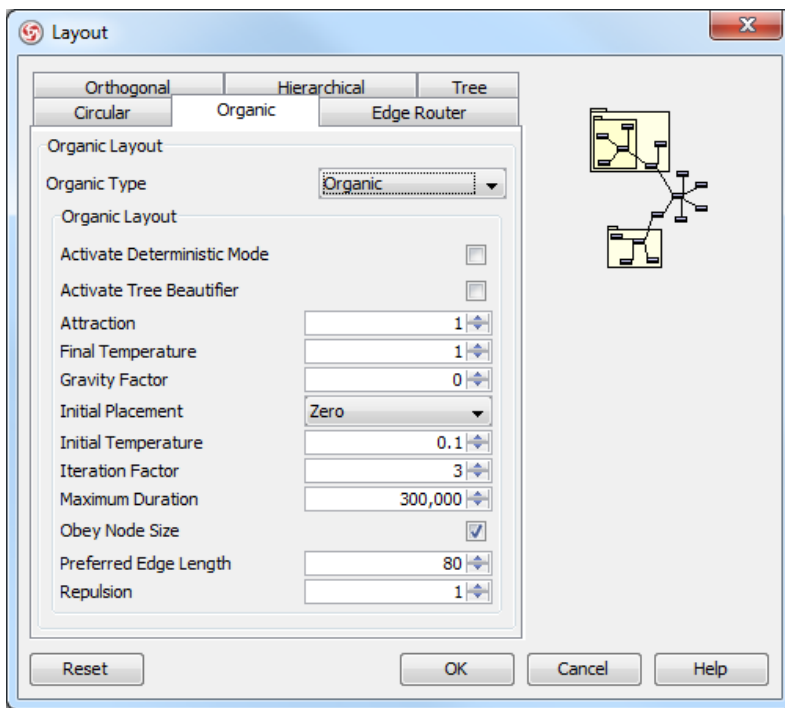 Layout
Orthogonal Hierarchical Tree
Circular Organic Edge Router
Organic Layout
Organic Type Organic
Organic Layout
Activate Deterministic Mode
Activate Tree Beautifier
Attraction 1
Final Temperature 1
Gravity Factor 0
Initial Placement Zero
Initial Temperature 0.1
Iteration Factor 3
Maximum Duration 300,000
Obey Node Size
Preferred Edge Length 80
Repulsion 1
Reset OK Cancel Help